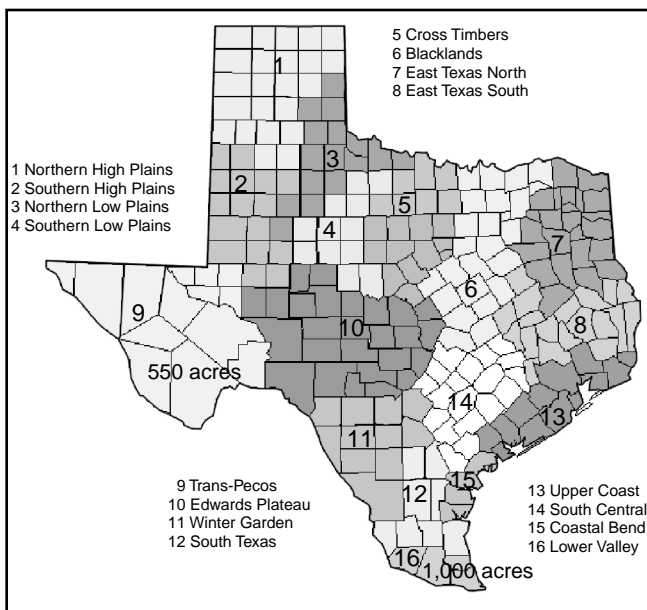 5 Cross Timbers
6 Blacklands
7 East Texas North
8 East Texas South
1 Northern High Plains
2 Southern High Plains
3 Northern Low Plains
4 Southern Low Plains
1
3
2
5
4
7
6
9
10
8
550 acres
14
13
11
15
12
9 Trans-Pecos
10 Edwards Plateau
11 Winter Garden
12 South Texas
13 Upper Coast
14 South Central
15 Coastal Bend
16 Lower Valley
16
1,000 acres